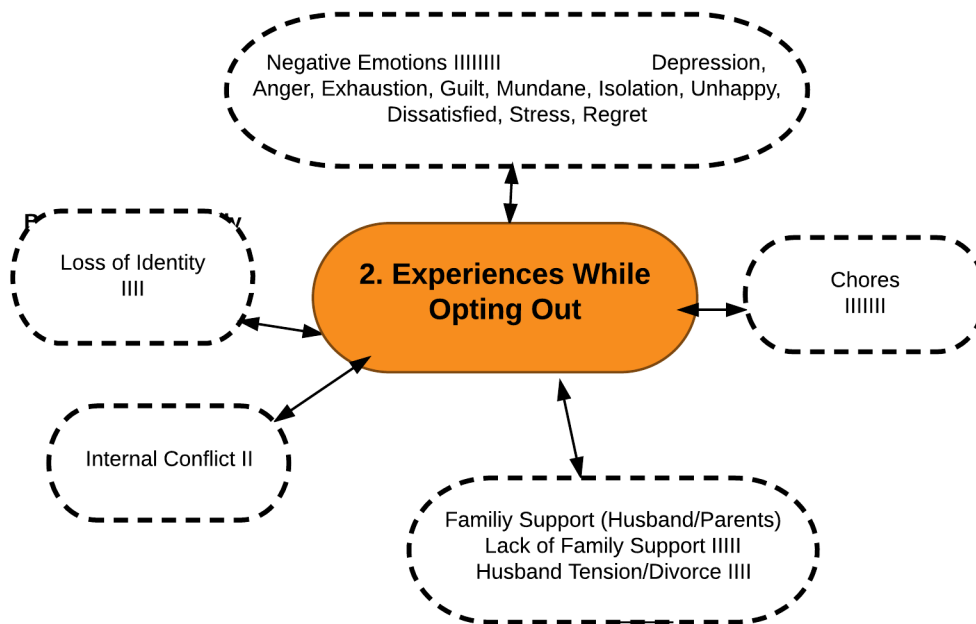 Negative Emotions IIIIIIII Depression,
Anger, Exhaustion, Guilt, Mundane, Isolation, Unhappy,
Dissatisfied, Stress, Regret
Loss of Identity
IIII
2. Experiences While
Opting Out
Chores
IIIIIII
Internal Conflict II
Familiy Support (Husband/Parents)
Lack of Family Support IIIII
Husband Tension/Divorce IIII